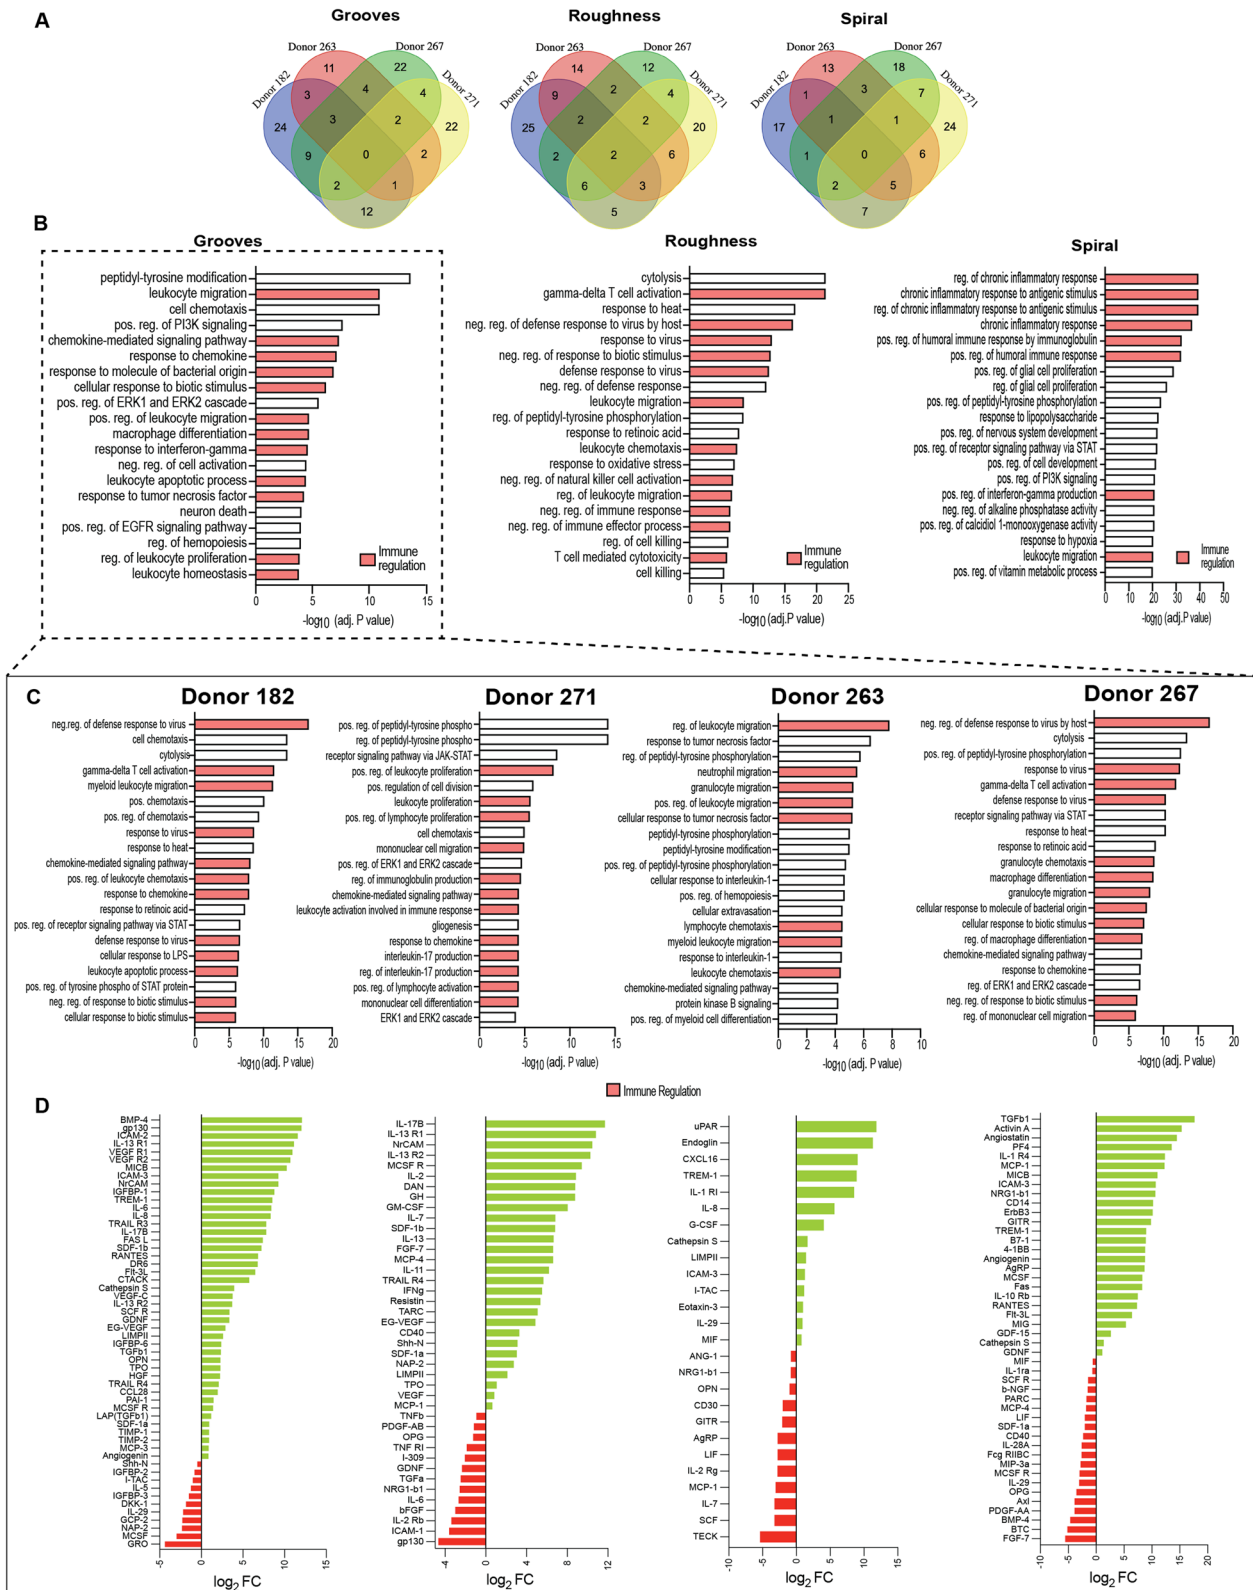 A
Grooves
Roughness
Spiral
Donor 182
Donor 263
Donor 267
Donor 271
11
22
3
4
4
24
3
2
22
9
0
2
2
1
12
Donor 182
Donor 263
Donor 267
Donor 271
14
12
9
2
4
25
2
2
20
2
2
6
6
3
5
Donor 182
Donor 263
Donor 267
Donor 271
13
18
1
3
7
17
1
1
24
1
0
6
2
5
7
B
Grooves
peptidyl-tyrosine modification
leukocyte migration
cell chemotaxis
pos. reg. of PI3K signaling
chemokine-mediated signaling pathway
response to chemokine
response to molecule of bacterial origin
cellular response to biotic stimulus
pos. reg. of ERK1 and ERK2 cascade
pos. reg. of leukocyte migration
macrophage differentiation
response to interferon-gamma
neg. reg. of cell activation
leukocyte apoptotic process
response to tumor necrosis factor
neuron death
pos. reg. of EGFR signaling pathway
reg. of hemopoiesis
reg. of leukocyte proliferation
leukocyte homeostasis
Immune
regulation
0 5 10 15
-log10 (adj. P value)
Roughness
cytolysis
gamma-delta T cell activation
response to heat
neg. reg. of defense response to virus by host
response to virus
neg. reg. of response to biotic stimulus
defense response to virus
neg. reg. of defense response
leukocyte migration
reg. of peptidyl-tyrosine phosphorylation
response to retinoic acid
leukocyte chemotaxis
response to oxidative stress
neg. reg. of natural killer cell activation
reg. of leukocyte migration
neg. reg. of immune response
neg. reg. of immune effector process
reg. of cell killing
T cell mediated cytotoxicity
cell killing
Immune
regulation
0 5 10 15 20 25
-log10 (adj.P value)
Spiral
reg. of chronic inflammatory response
chronic inflammatory response to antigenic stimulus
reg. of chronic inflammatory response to antigenic stimulus
chronic inflammatory response
pos. reg. of humoral immune response by immunoglobulin
pos. reg. of humoral immune response
pos. reg. of glial cell proliferation
reg. of glial cell proliferation
pos. reg. of peptidyl-tyrosine phosphorylation
response to lipopolysaccharide
pos. reg. of nervous system development
pos. reg. of receptor signaling pathway via STAT
pos. reg. of cell development
pos. reg. of PI3K signaling
pos. reg. of interferon-gamma production
neg. reg. of alkaline phosphatase activity
pos. reg. of calcidiol 1-monooxygenase activity
response to hypoxia
leukocyte migration
pos. reg. of vitamin metabolic process
Immune
regulation
0 10 20 30 40 50
-log10 (adj.P value)
C
Donor 182
neg.reg. of defense response to virus
cell chemotaxis
cytolysis
gamma-delta T cell activation
myeloid leukocyte migration
pos. chemotaxis
pos. reg. of chemotaxis
response to virus
response to heat
chemokine-mediated signaling pathway
pos. reg. of leukocyte chemotaxis
response to chemokine
response to retinoic acid
pos. reg. of receptor signaling pathway via STAT
defense response to virus
cellular response to LPS
leukocyte apoptotic process
pos. reg. of tyrosine phospho of STAT protein
neg. reg. of response to biotic stimulus
cellular response to biotic stimulus
0 5 10 15 20
-log10 (adj. P value)
Donor 271
pos. reg. of peptidyl-tyrosine phospho
reg. of peptidyl-tyrosine phospho
receptor signaling pathway via JAK-STAT
pos. reg. of leukocyte proliferation
pos. regulation of cell division
leukocyte proliferation
pos. reg. of lymphocyte proliferation
cell chemotaxis
mononuclear cell migration
pos. reg. of ERK1 and ERK2 cascade
reg. of immunoglobulin production
chemokine-mediated signaling pathway
leukocyte activation involved in immune response
gliogenesis
response to chemokine
interleukin-17 production
reg. of interleukin-17 production
pos. reg. of lymphocyte activation
mononuclear cell differentiation
ERK1 and ERK2 cascade
0 5 10 15
-log10 (adj. P value)
Donor 263
reg. of leukocyte migration
response to tumor necrosis factor
reg. of peptidyl-tyrosine phosphorylation
neutrophil migration
granulocyte migration
pos. reg. of leukocyte migration
cellular response to tumor necrosis factor
peptidyl-tyrosine phosphorylation
peptidyl-tyrosine modification
pos. reg. of peptidyl-tyrosine phosphorylation
cellular response to interleukin-1
pos. reg. of hemopoiesis
cellular extravasation
lymphocyte chemotaxis
myeloid leukocyte migration
response to interleukin-1
leukocyte chemotaxis
chemokine-mediated signaling pathway
protein kinase B signaling
pos. reg. of myeloid cell differentiation
0 2 4 6 8 10
-log10 (adj. P value)
Donor 267
neg. reg. of defense response to virus by host
cytolysis
pos. reg. of peptidyl-tyrosine phosphorylation
response to virus
gamma-delta T cell activation
defense response to virus
receptor signaling pathway via STAT
response to heat
response to retinoic acid
granulocyte chemotaxis
macrophage differentiation
granulocyte migration
cellular response to molecule of bacterial origin
cellular response to biotic stimulus
reg. of macrophage differentiation
chemokine-mediated signaling pathway
response to chemokine
reg. of ERK1 and ERK2 cascade
neg. reg. of response to biotic stimulus
reg. of mononuclear cell migration
0 5 10 15 20
-log10 (adj. P value)
Immune Regulation
D
BMP-4
gp130
ICAM-2
IL-13 R1
VEGF R1
VEGF R2
MICB
ICAM-3
NrCAM
IGFBP-1
TREM-1
IL-6
IL-8
TRAIL R3
IL-17B
FAS L
SDF-1b
RANTES
DR6
Flt-3L
CTACK
Cathepsin S
VEGF-C
IL-13 R2
SCF R
GDNF
EG-VEGF
LIMPII
IGFBP-6
TGFb1
OPN
TPO
HGF
TRAIL R4
CCL28
PAI-1
MCSF R
LAP(TGFb1)
SDF-1a
TIMP-1
TIMP-2
MCP-3
Angiogenin
Shh-N
IGFBP-2
I-TAC
IL-5
IGFBP-3
DKK-1
IL-29
GCP-2
NAP-2
MCSF
GRO
-5 0 5 10 15
log2 FC
IL-17B
IL-13 R1
NrCAM
IL-13 R2
MCSF R
IL-2
DAN
GH
GM-CSF
IL-7
SDF-1b
IL-13
FGF-7
MCP-4
IL-11
TRAIL R4
IFNg
Resistin
TARC
EG-VEGF
CD40
Shh-N
SDF-1a
NAP-2
LIMPII
TPO
VEGF
MCP-1
TNFb
PDGF-AB
OPG
TNF RI
I-309
GDNF
TGFa
NRG1-b1
IL-6
bFGF
IL-2 Rb
ICAM-1
gp130
-4 0 4 8 12
log2 FC
uPAR
Endoglin
CXCL16
TREM-1
IL-1 RI
IL-8
G-CSF
Cathepsin S
LIMPII
ICAM-3
I-TAC
Eotaxin-3
IL-29
MIF
ANG-1
NRG1-b1
OPN
CD30
GITR
AgRP
LIF
IL-2 Rg
MCP-1
IL-7
SCF
TECK
-10 -5 0 5 10 15
log2 FC
TGFb1
Activin A
Angiostatin
PF4
IL-1 R4
MCP-1
MICB
ICAM-3
NRG1-b1
CD14
ErbB3
GITR
TREM-1
B7-1
4-1BB
Angiogenin
AgRP
MCSF
Fas
IL-10 Rb
RANTES
Flt-3L
MIG
GDF-15
Cathepsin S
GDNF
MIF
IL-1ra
SCF R
b-NGF
PARC
MCP-4
LIF
SDF-1a
CD40
IL-28A
Fcg RIIBC
MIP-3a
MCSF R
IL-29
OPG
Axl
PDGF-AA
BMP-4
BTC
FGF-7
-10 -5 0 5 10 15 20
log2 FC